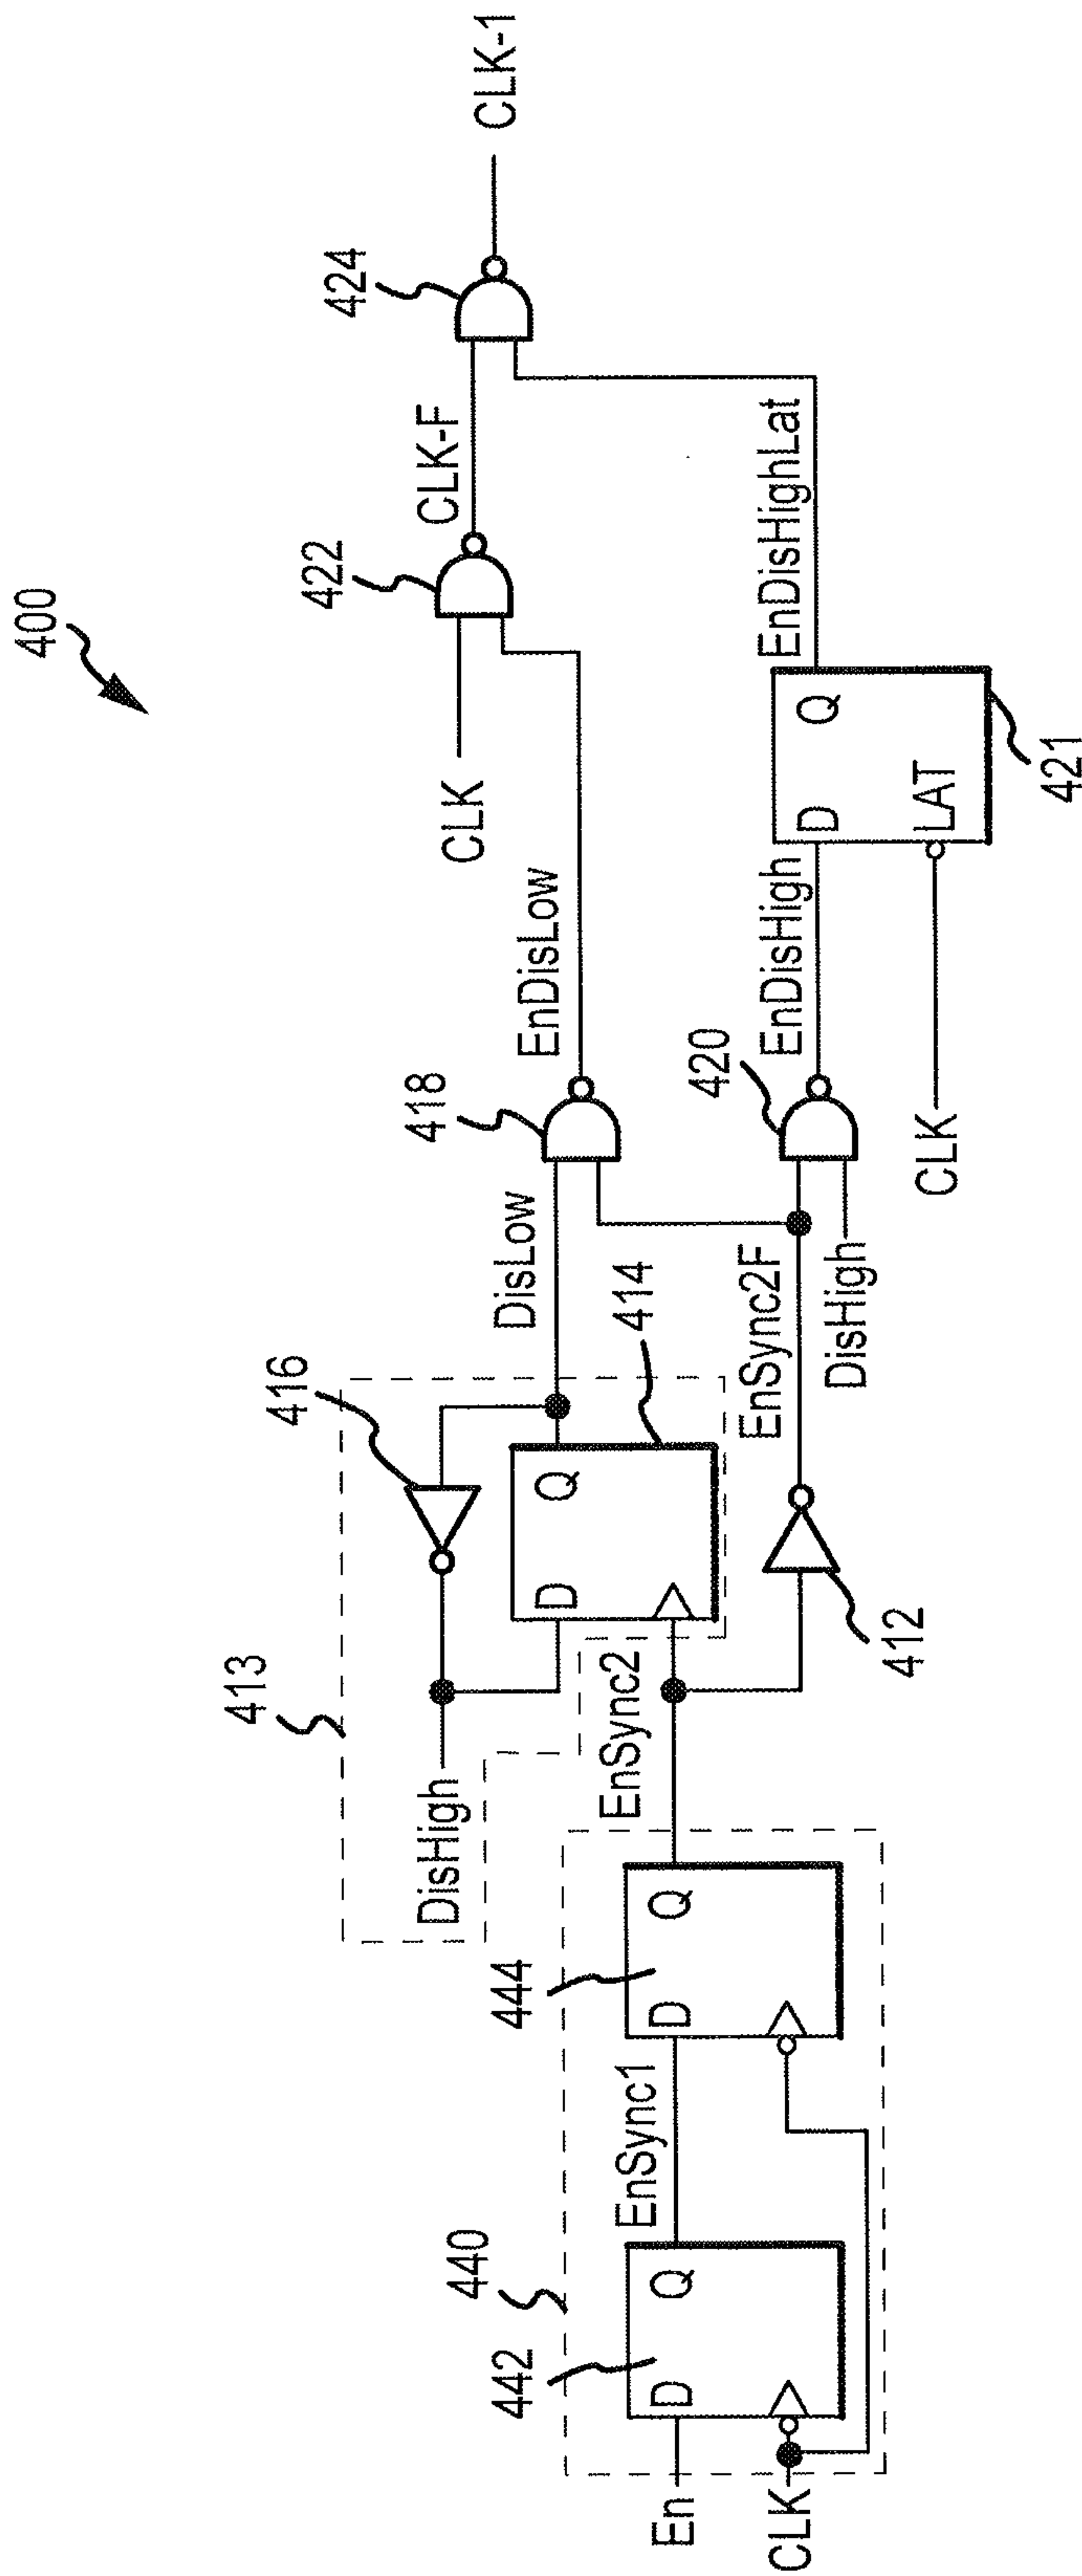 400
424
CLK-1
422
CLK-F
CLK
EnDisHighLat
D
Q
LAT
421
EnDisLow
418
420
EnDisHigh
CLK
DisLow
416
414
EnSync2F
DisHigh
413
D
Q
412
DisHigh
EnSync2
444
D
Q
EnSync1
440
442
D
Q
En
CLK